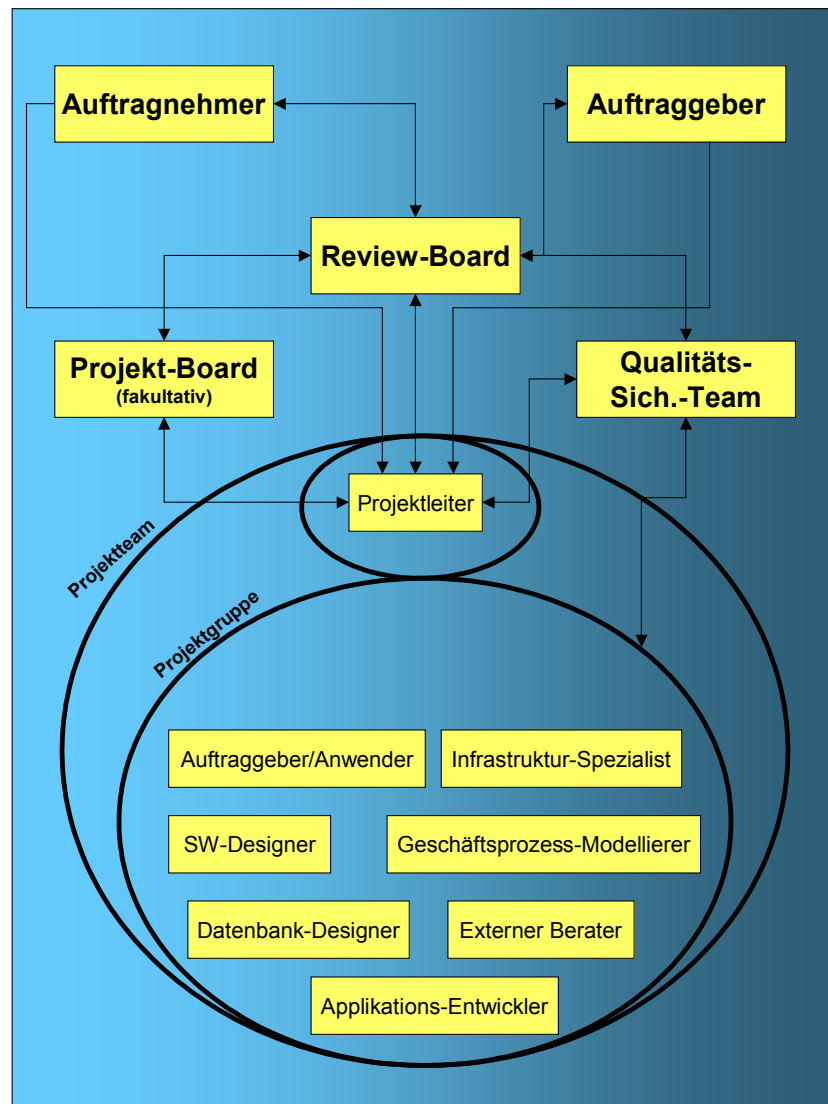 Auftragnehmer
Auftraggeber
Review-Board
Projekt-Board
(fakultativ)
Qualitäts-
Sich.-Team
Projektleiter
Projektteam
Projektgruppe
Auftraggeber/Anwender
Infrastruktur-Spezialist
SW-Designer
Geschäftsprozess-Modellierer
Datenbank-Designer
Externer Berater
Applikations-Entwickler